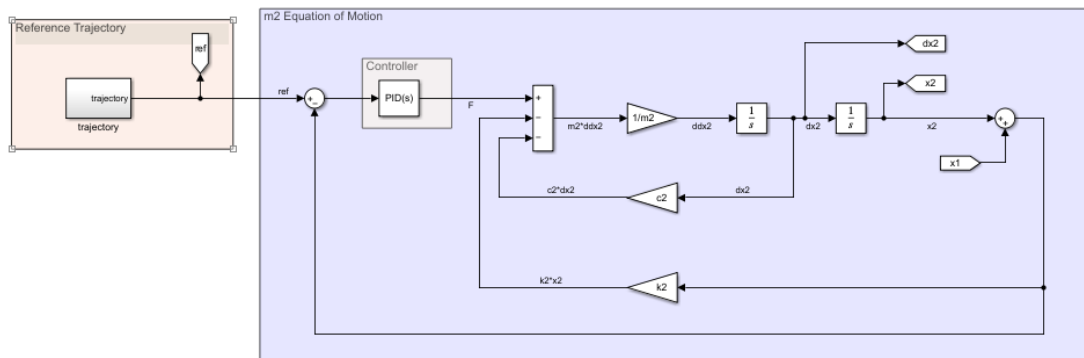 Reference Trajectory
ref
trajectory
trajectory
m2 Equation of Motion
ref
+
-
Controller
PID(s)
F
+
-
-
m2*ddx2
1/m2
ddx2
1
s
dx2
1
s
dx2
x2
x2
+
+
x1
c2*dx2
c2
dx2
k2*x2
k2